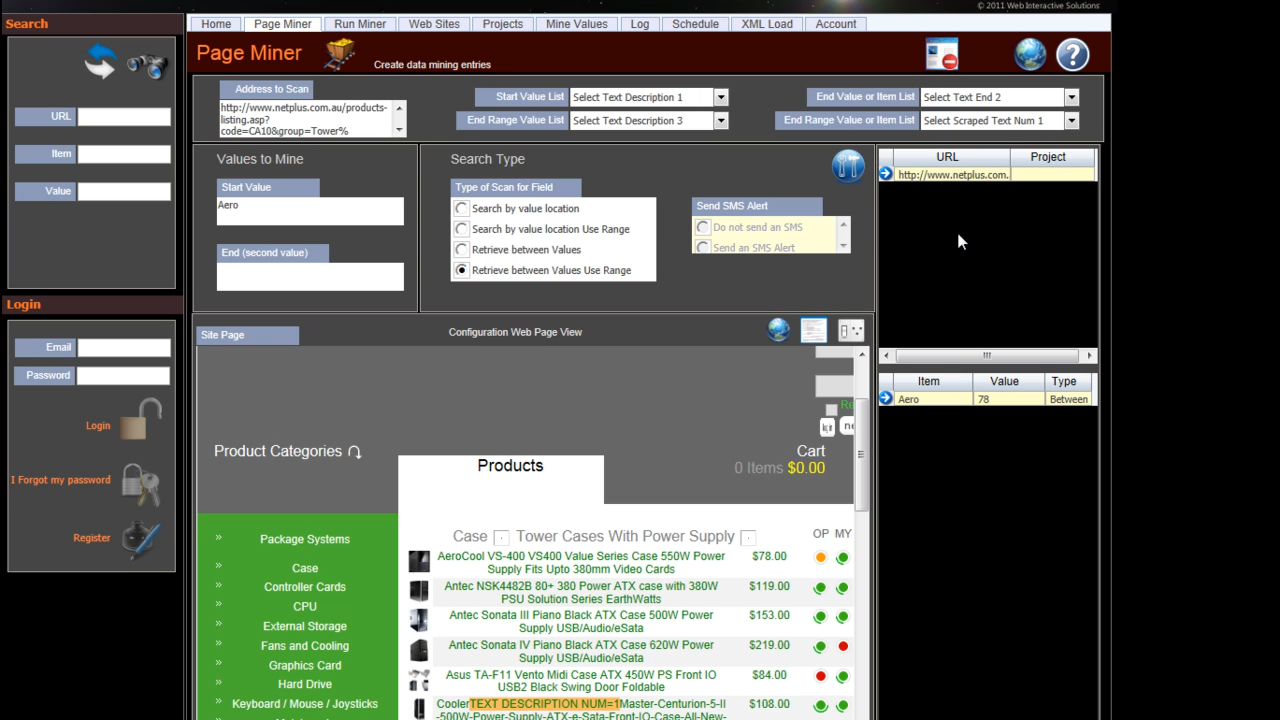 © 2011 Web Interactive Solutions
Search
Home
Page Miner
Run Miner
Web Sites
Projects
Mine Values
Log
Schedule
XML Load
Account
Page Miner
Create data mining entries
Address to Scan
http://www.netplus.com.au/products-
listing.asp?
code=CA10&group=Tower%
Start Value List
Select Text Description 1
End Value or Item List
Select Text End 2
End Range Value List
Select Text Description 3
End Range Value or Item List
Select Scraped Text Num 1
URL
Item
Value
Values to Mine
Start Value
Aero
End (second value)
Search Type
Type of Scan for Field
Search by value location
Search by value location Use Range
Retrieve between Values
Retrieve between Values Use Range
Send SMS Alert
Do not send an SMS
Send an SMS Alert
URL
Project
http://www.netplus.com.
Login
Email
Password
Login
I Forgot my password
Register
Site Page
Configuration Web Page View
Item
Value
Type
Aero
78
Between
Re
Product Categories
Products
Cart
0 Items $0.00
Package Systems
Case
Controller Cards
CPU
External Storage
Fans and Cooling
Graphics Card
Hard Drive
Keyboard / Mouse / Joysticks
Case
Tower Cases With Power Supply
OP MY
AeroCool VS-400 VS400 Value Series Case 550W Power
Supply Fits Upto 380mm Video Cards
$78.00
Antec NSK4482B 80+ 380 Power ATX case with 380W
PSU Solution Series EarthWatts
$119.00
Antec Sonata III Piano Black ATX Case 500W Power
Supply USB/Audio/eSata
$153.00
Antec Sonata IV Piano Black ATX Case 620W Power
Supply USB/Audio/eSata
$219.00
Asus TA-F11 Vento Midi Case ATX 450W PS Front IO
USB2 Black Swing Door Foldable
$84.00
CoolerTEXT DESCRIPTION NUM=1Master-Centurion-5-II
-500W-Power-Supply-ATX-e-Sata-Front-IO-Case-All-New-
$108.00